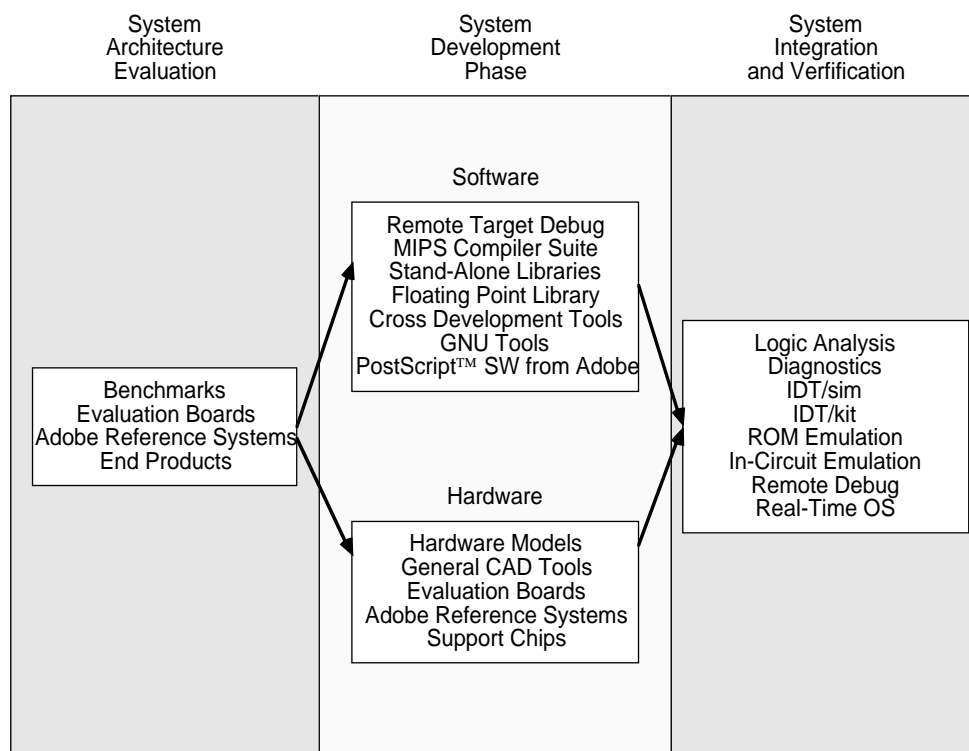 System
Architecture
Evaluation
System
Development
Phase
System
Integration
and Verfification
Benchmarks
Evaluation Boards
Adobe Reference Systems
End Products
Software
Remote Target Debug
MIPS Compiler Suite
Stand-Alone Libraries
Floating Point Library
Cross Development Tools
GNU Tools
PostScript™ SW from Adobe
Hardware
Hardware Models
General CAD Tools
Evaluation Boards
Adobe Reference Systems
Support Chips
Logic Analysis
Diagnostics
IDT/sim
IDT/kit
ROM Emulation
In-Circuit Emulation
Remote Debug
Real-Time OS